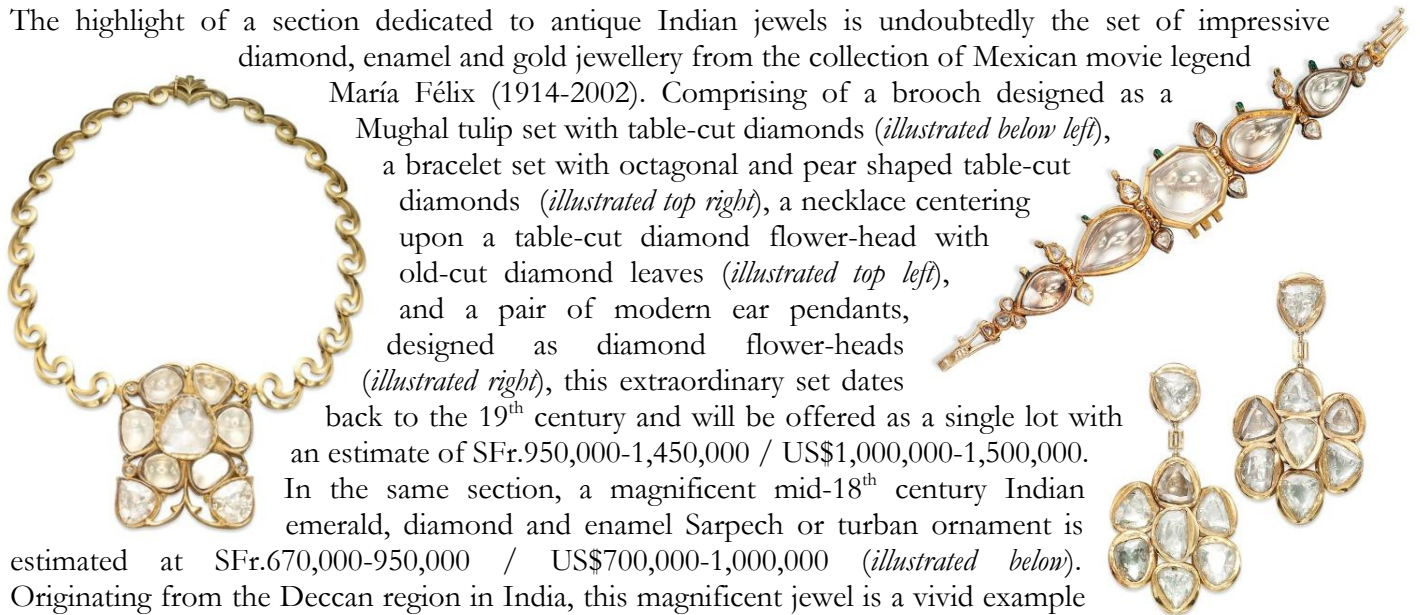 The highlight of a section dedicated to antique Indian jewels is undoubtedly the set of impressive
diamond, enamel and gold jewellery from the collection of Mexican movie legend
María Félix (1914-2002). Comprising of a brooch designed as a
Mughal tulip set with table-cut diamonds (illustrated below left),
a bracelet set with octagonal and pear shaped table-cut
diamonds (illustrated top right), a necklace centering
upon a table-cut diamond flower-head with
old-cut diamond leaves (illustrated top left),
and a pair of modern ear pendants,
designed as diamond flower-heads
(illustrated right), this extraordinary set dates
back to the 19th century and will be offered as a single lot with
an estimate of SFr.950,000-1,450,000 / US$1,000,000-1,500,000.
In the same section, a magnificent mid-18th century Indian
emerald, diamond and enamel Sarpech or turban ornament is
estimated at SFr.670,000-950,000 / US$700,000-1,000,000 (illustrated below).
Originating from the Deccan region in India, this magnificent jewel is a vivid example